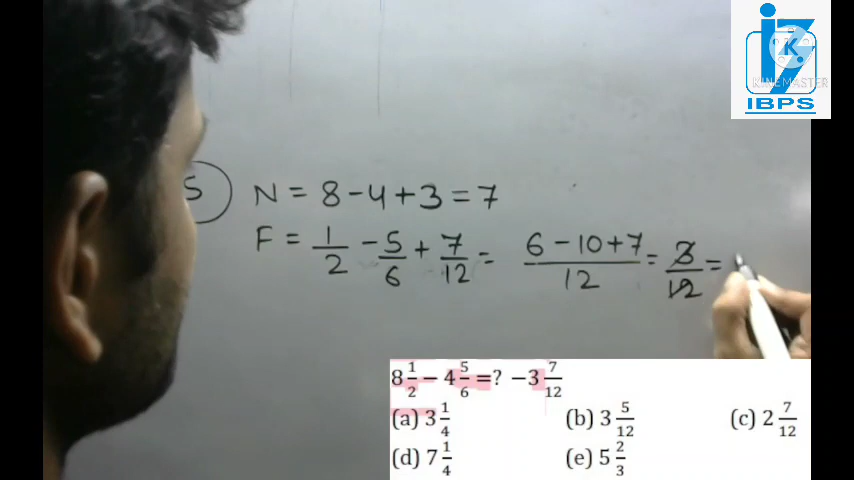 K
KINEMASTER
IBPS
5
N = 8 - 4 + 3 = 7
F = 1/2 - 5/6 + 7/12 = (6 - 10 + 7)/12 = 3/12 =
8 1/2 - 4 5/6 = ? - 3 7/12
(a) 3 1/4 (b) 3 5/12 (c) 2 7/12
(d) 7 1/4 (e) 5 2/3